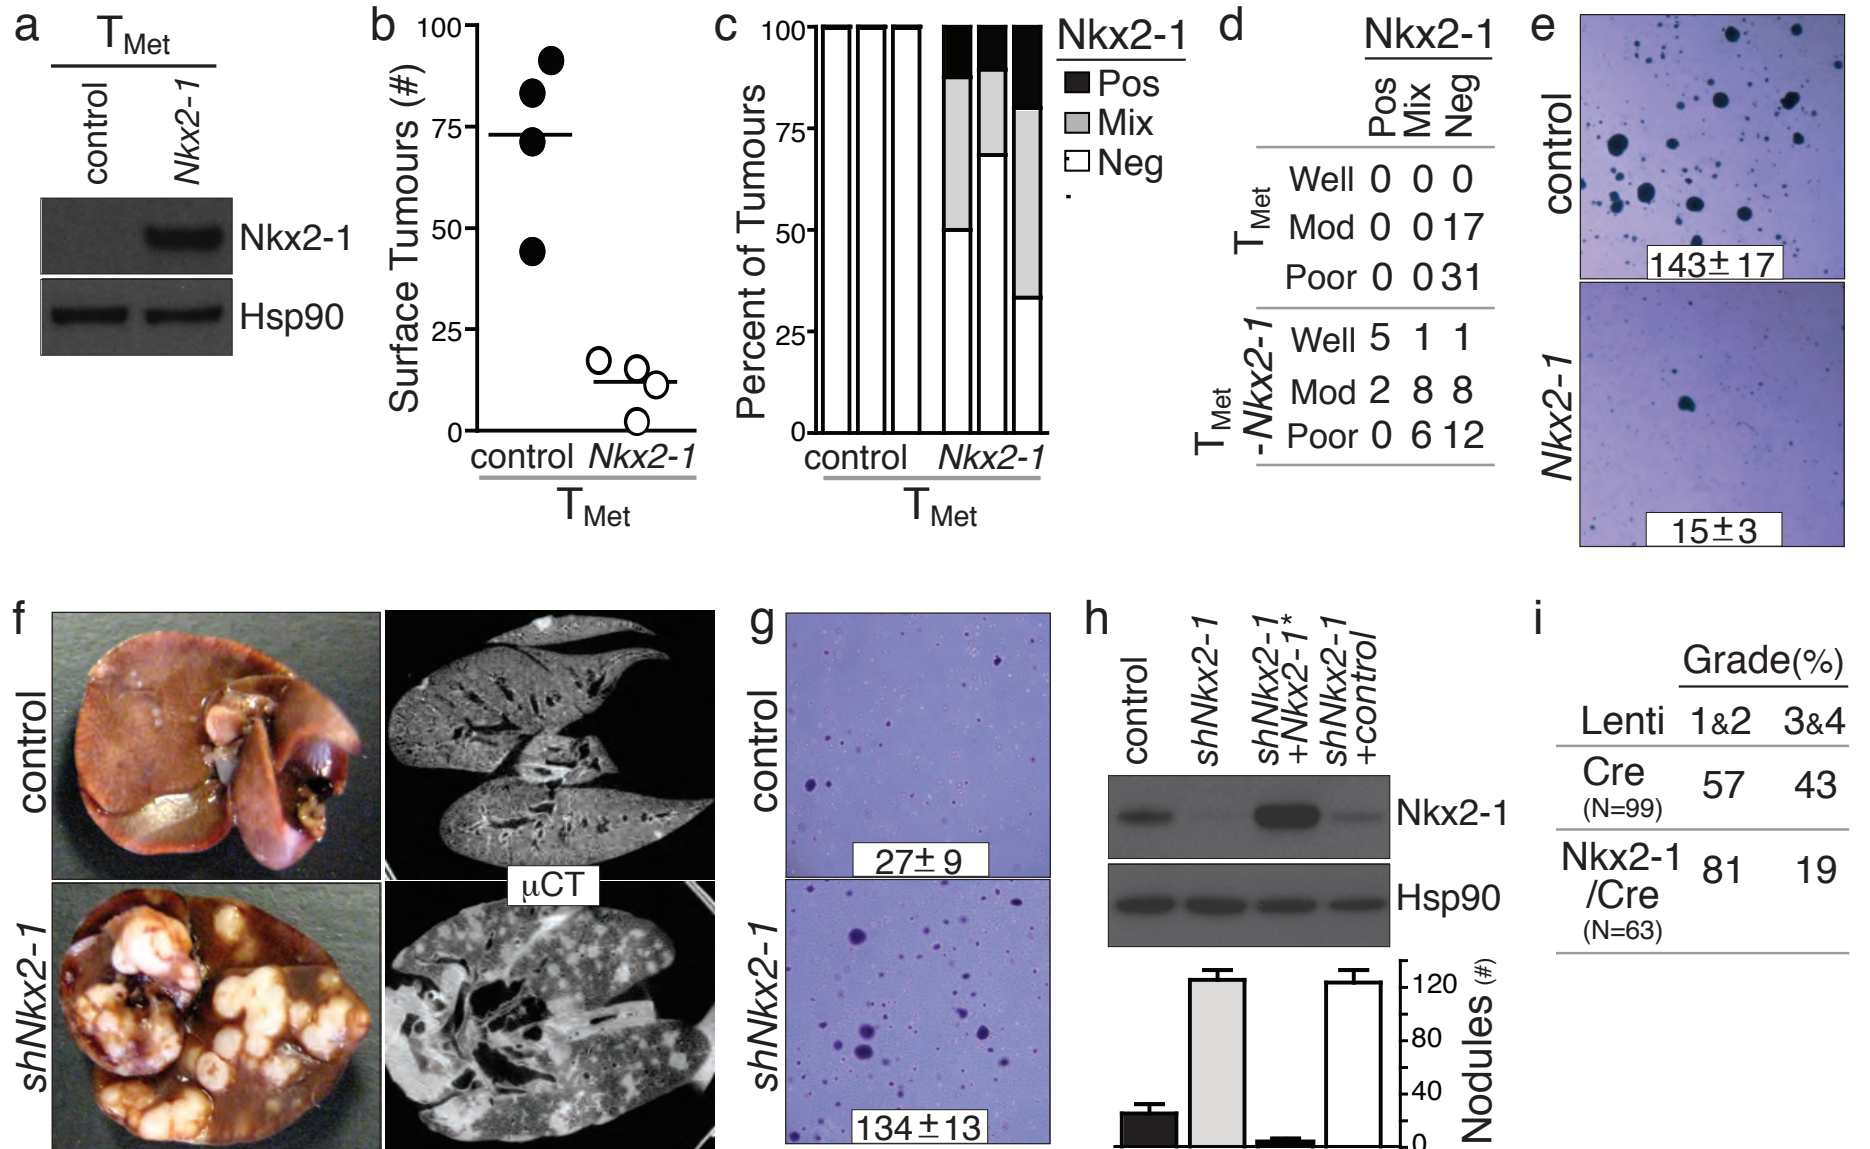 a
T_Met
control
Nkx2-1
Nkx2-1
Hsp90
b
Surface Tumours (#)
100
75
50
25
0
control Nkx2-1
T_Met
c
Percent of Tumours
100
75
50
25
0
control Nkx2-1
T_Met
Nkx2-1
Pos
Mix
Neg
d
Nkx2-1
Pos Mix Neg
T_Met
Well 0 0 0
Mod 0 0 17
Poor 0 0 31
T_Met
-Nkx2-1
Well 5 1 1
Mod 2 8 8
Poor 0 6 12
e
control
143±17
Nkx2-1
15±3
f
control
shNkx2-1
µCT
g
control
27±9
shNkx2-1
134±13
h
control
shNkx2-1
shNkx2-1
+Nkx2-1*
shNkx2-1
+control
Nkx2-1
Hsp90
Nodules (#)
120
80
40
0
i
Grade(%)
Lenti 1&2 3&4
Cre 57 43
(N=99)
Nkx2-1
/Cre 81 19
(N=63)